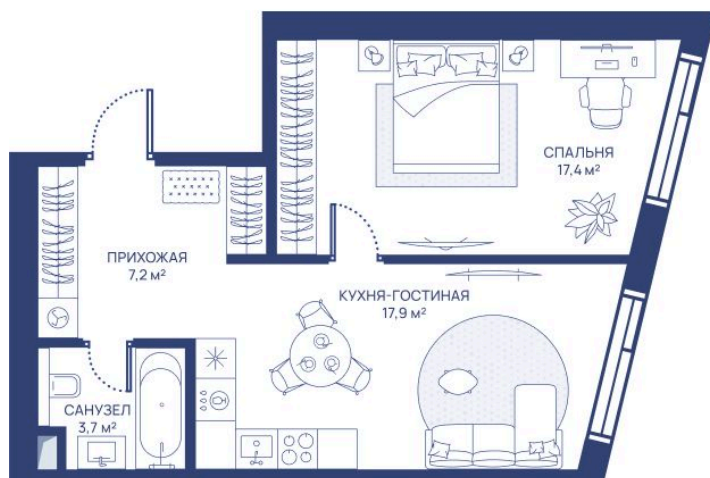 СПАЛЬНЯ
17,4 м²
ПРИХОЖАЯ
7,2 м²
КУХНЯ-ГОСТИНАЯ
17,9 м²
САНУЗЕЛ
3,7 м²